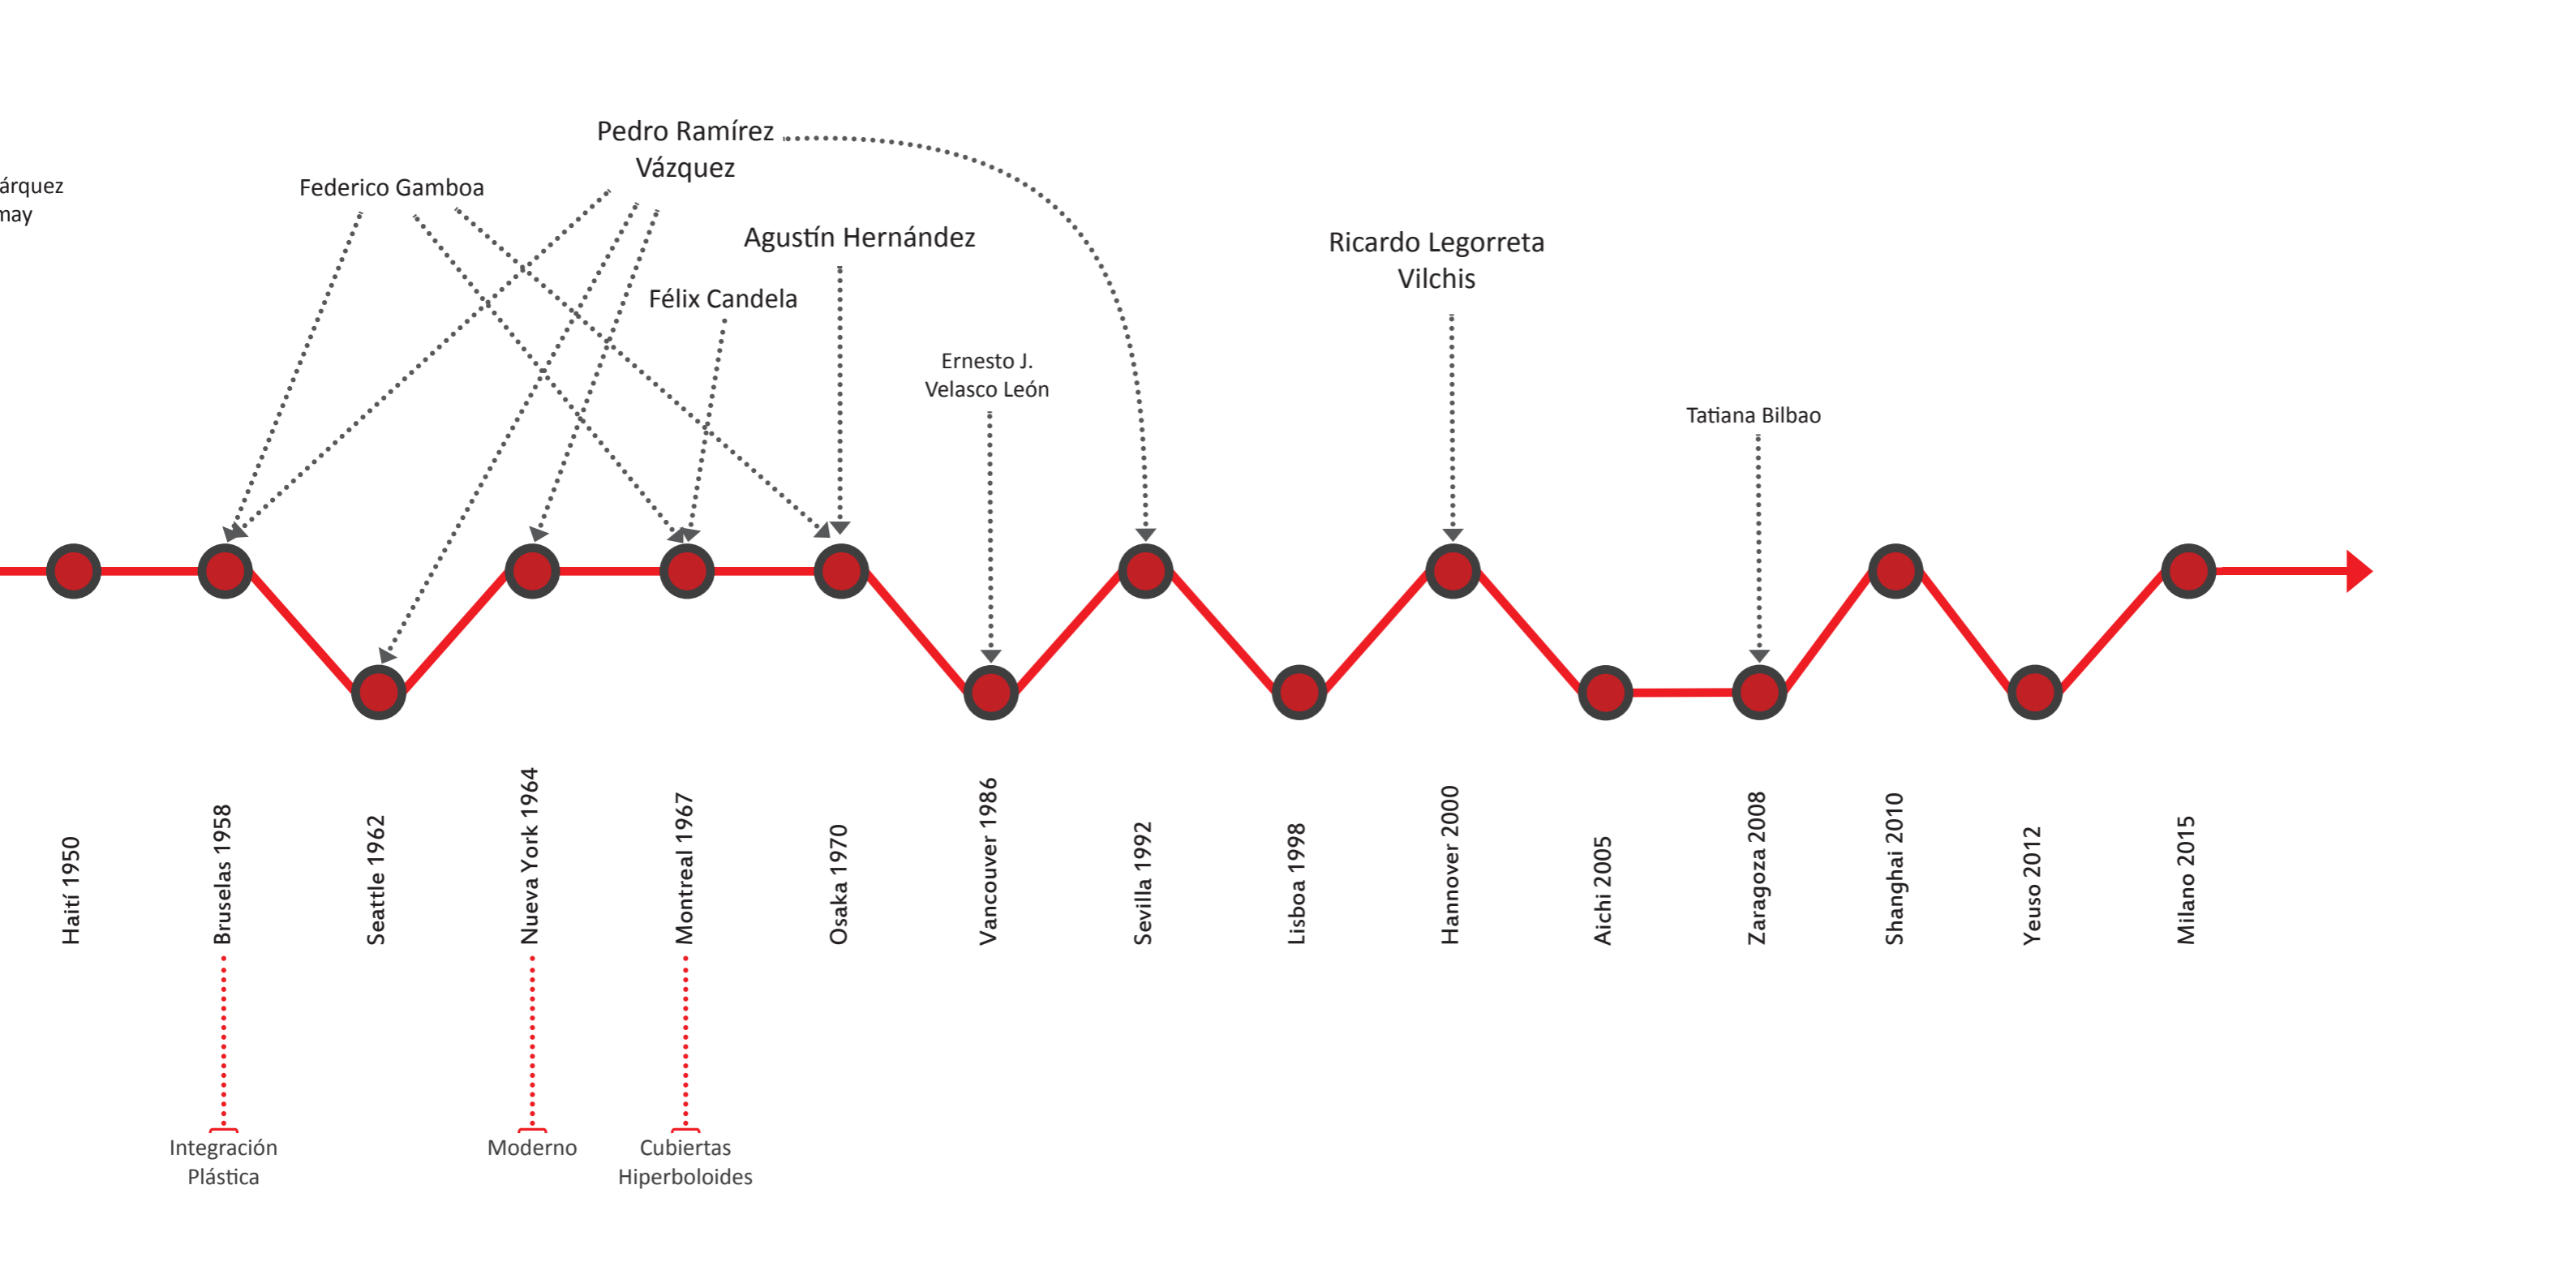 Pedro Ramírez
Vázquez
Federico Gamboa
Agustín Hernández
Félix Candela
Ernesto J.
Velasco León
Ricardo Legorreta
Vilchis
Tatiana Bilbao
árquez
may
Haití 1950
Bruselas 1958
Seattle 1962
Nueva York 1964
Montreal 1967
Osaka 1970
Vancouver 1986
Sevilla 1992
Lisboa 1998
Hannover 2000
Aichi 2005
Zaragoza 2008
Shanghai 2010
Yeuso 2012
Milano 2015
Integración
Plástica
Moderno
Cubiertas
Hiperboloides